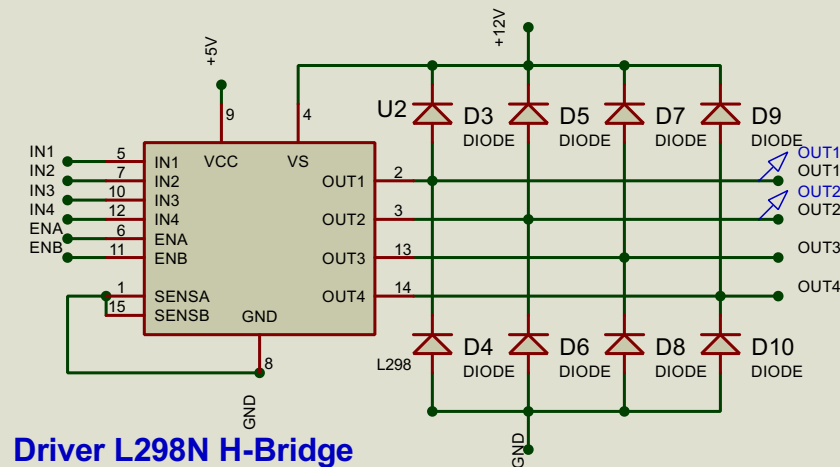 +12V
+5V
9
4
U2
D3
D5
D7
D9
DIODE
DIODE
DIODE
DIODE
IN1
IN2
IN3
IN4
ENA
ENB
5
7
10
12
6
11
1
15
VCC
VS
IN1
IN2
IN3
IN4
ENA
ENB
SENSA
SENSB
GND
OUT1
OUT2
OUT3
OUT4
2
3
13
14
OUT1
OUT1
OUT2
OUT2
OUT3
OUT4
8
L298
D4
D6
D8
D10
DIODE
DIODE
DIODE
DIODE
GND
GND
Driver L298N H-Bridge